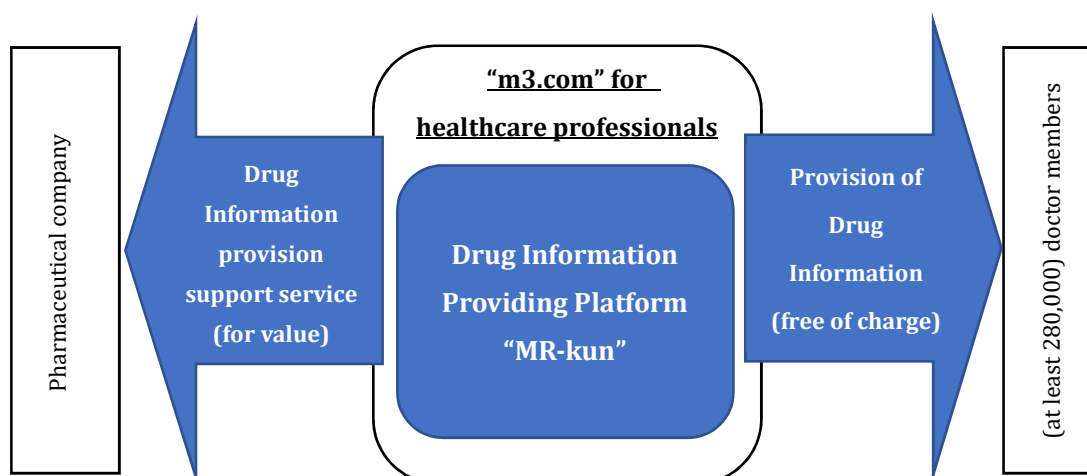 Pharmaceutical company
Drug
Information
provision
support service
(for value)
“m3.com” for
healthcare professionals
Drug Information
Providing Platform
“MR-kun”
Provision of
Drug
Information
(free of charge)
(at least 280,000) doctor members